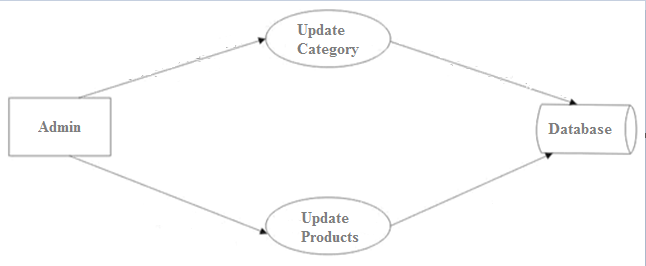 Update
Category
Admin
Database
Update
Products